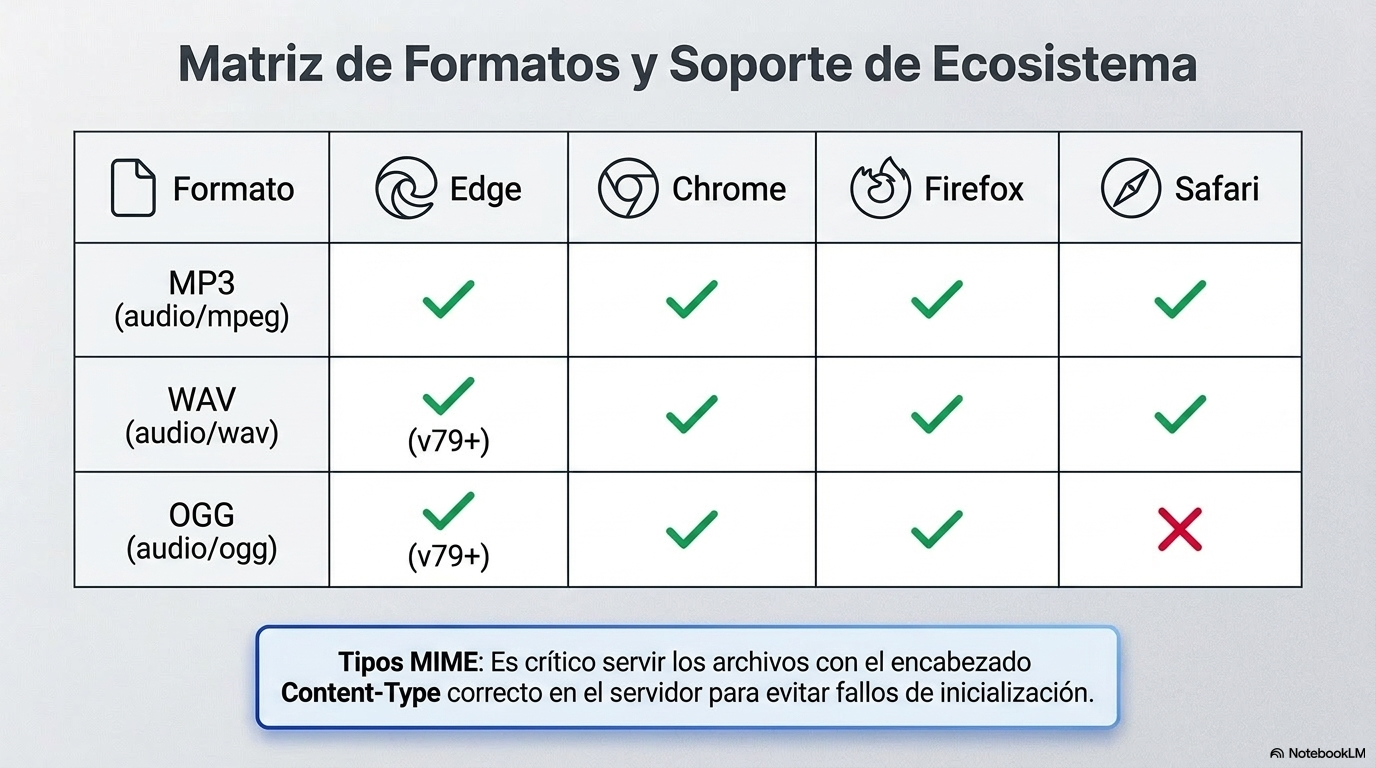 Matriz de Formatos y Soporte de Ecosistema
Formato
Edge
Chrome
Firefox
Safari
MP3
(audio/mpeg)
WAV
(audio/wav)
(v79+)
OGG
(audio/ogg)
(v79+)
Tipos MIME: Es crítico servir los archivos con el encabezado
Content-Type correcto en el servidor para evitar fallos de inicialización.
NotebookLM